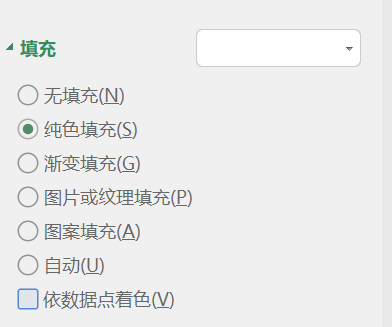 填充
无填充(N)
纯色填充(S)
渐变填充(G)
图片或纹理填充(P)
图案填充(A)
自动(U)
依数据点着色(V)